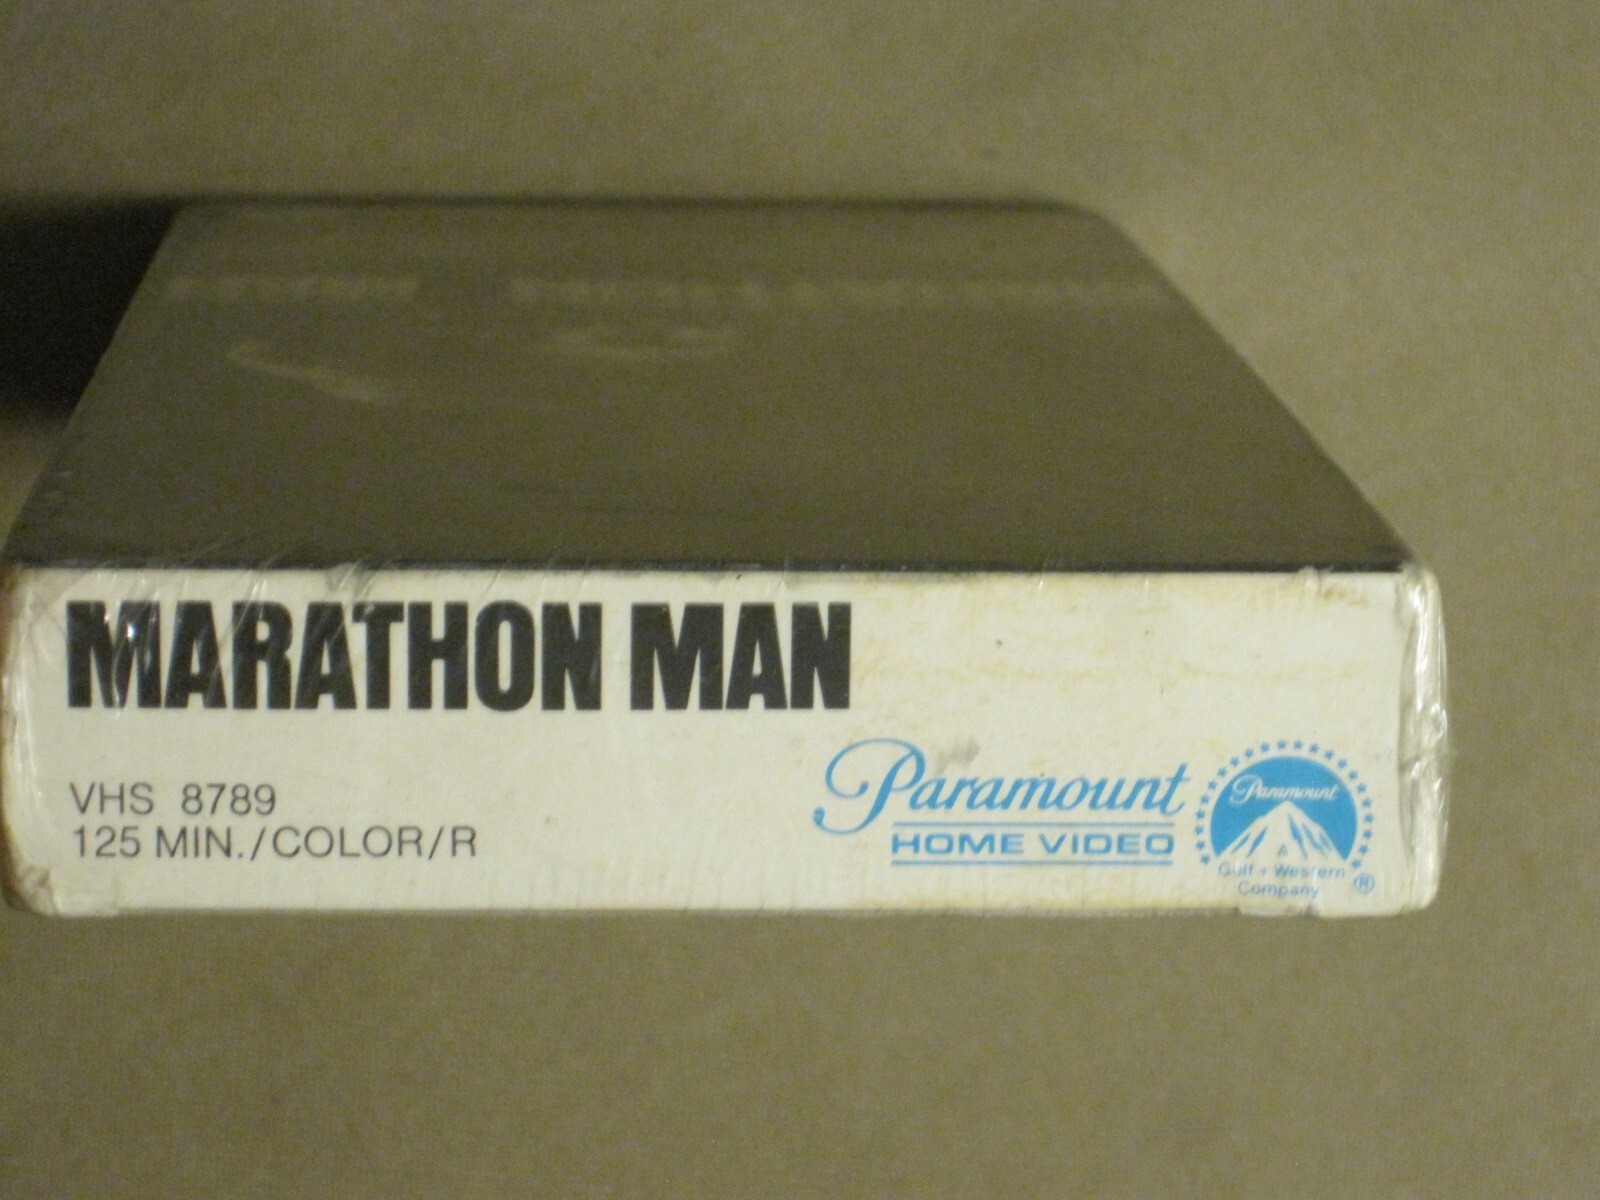 MARATHON MAN
VHS 8789
125 MIN./COLOR/R
Paramount
HOME VIDEO
Paramount
A
Gulf + Western
Company
®